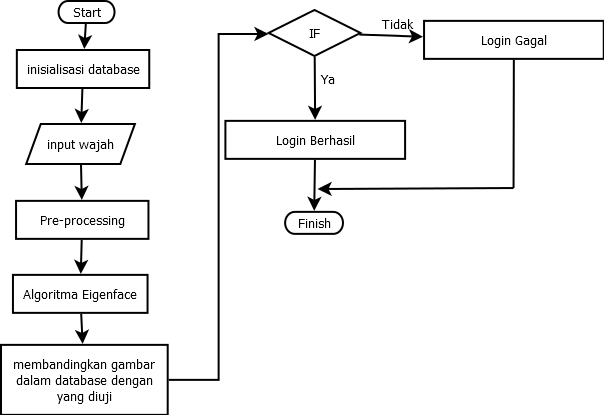 Start
inisialisasi database
input wajah
Pre-processing
Algoritma Eigenface
membandingkan gambar
dalam database dengan
yang diuji
IF
Tidak
Login Gagal
Ya
Login Berhasil
Finish